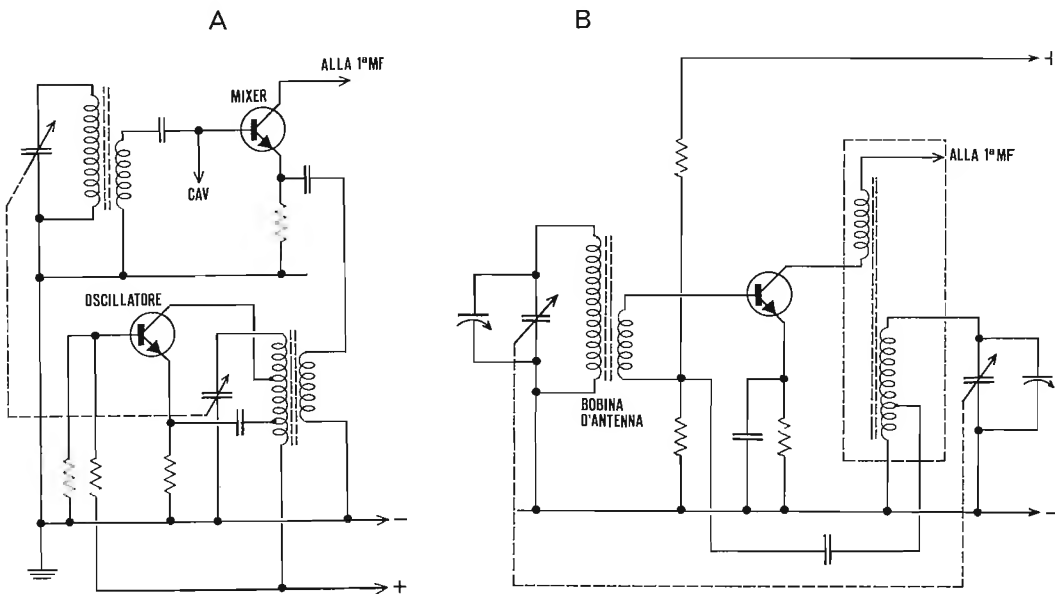 A
B
ALLA 1ª MF
MIXER
CAV
OSCILLATORE
−
+
+
ALLA 1ª MF
BOBINA
D'ANTENNA
−